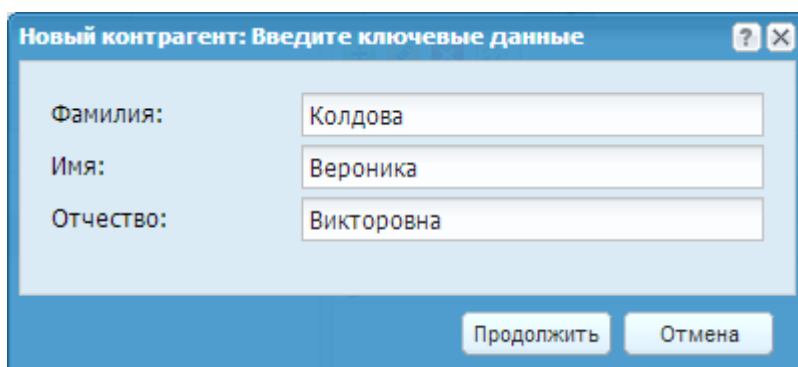 Новый контрагент: Введите ключевые данные
Фамилия: Колдова
Имя: Вероника
Отчество: Викторовна
Продолжить Отмена